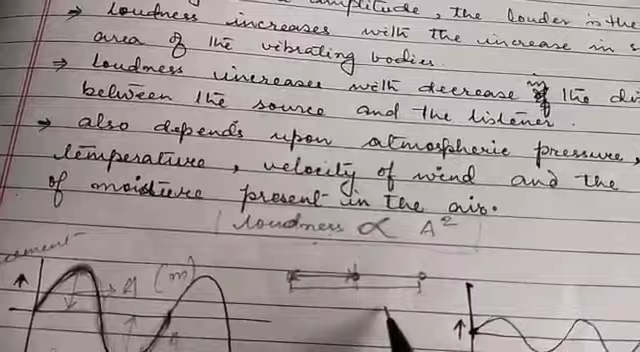 amplitude, the louder is the
→ loudness increases with the increase in s
area of the vibrating bodies.
→ Loudness increases with decrease in the di
between the source and the listener.
→ also depends upon atmospheric pressure,
temperature, velocity of wind and the
of moisture present in the air.
loudness ∝ A²
cement
A (m)
A